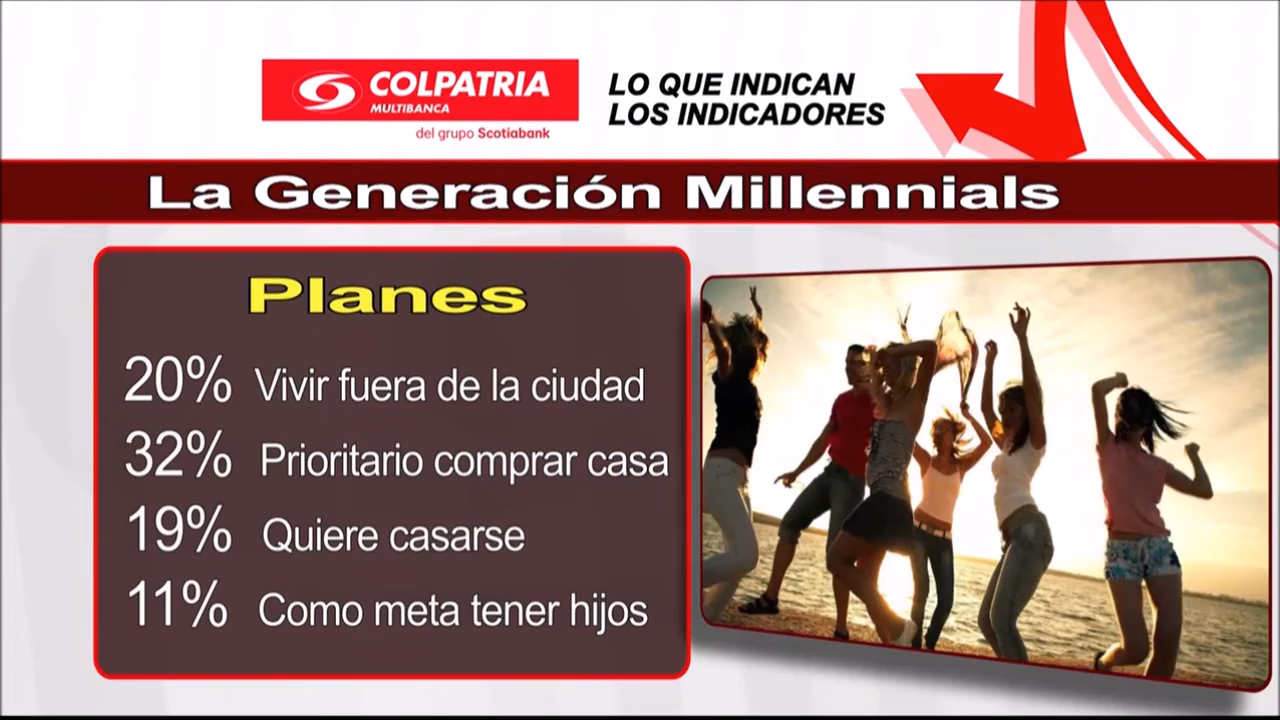 COLPATRIA
MULTIBANCA
del grupo Scotiabank
LO QUE INDICAN
LOS INDICADORES
La Generación Millennials
Planes
20% Vivir fuera de la ciudad
32% Prioritario comprar casa
19% Quiere casarse
11% Como meta tener hijos